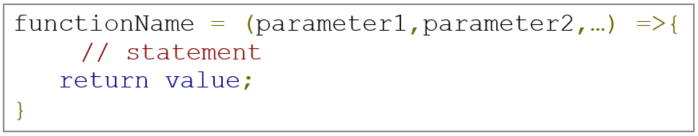 functionName = (parameter1,parameter2,…) =>{
// statement
return value;
}